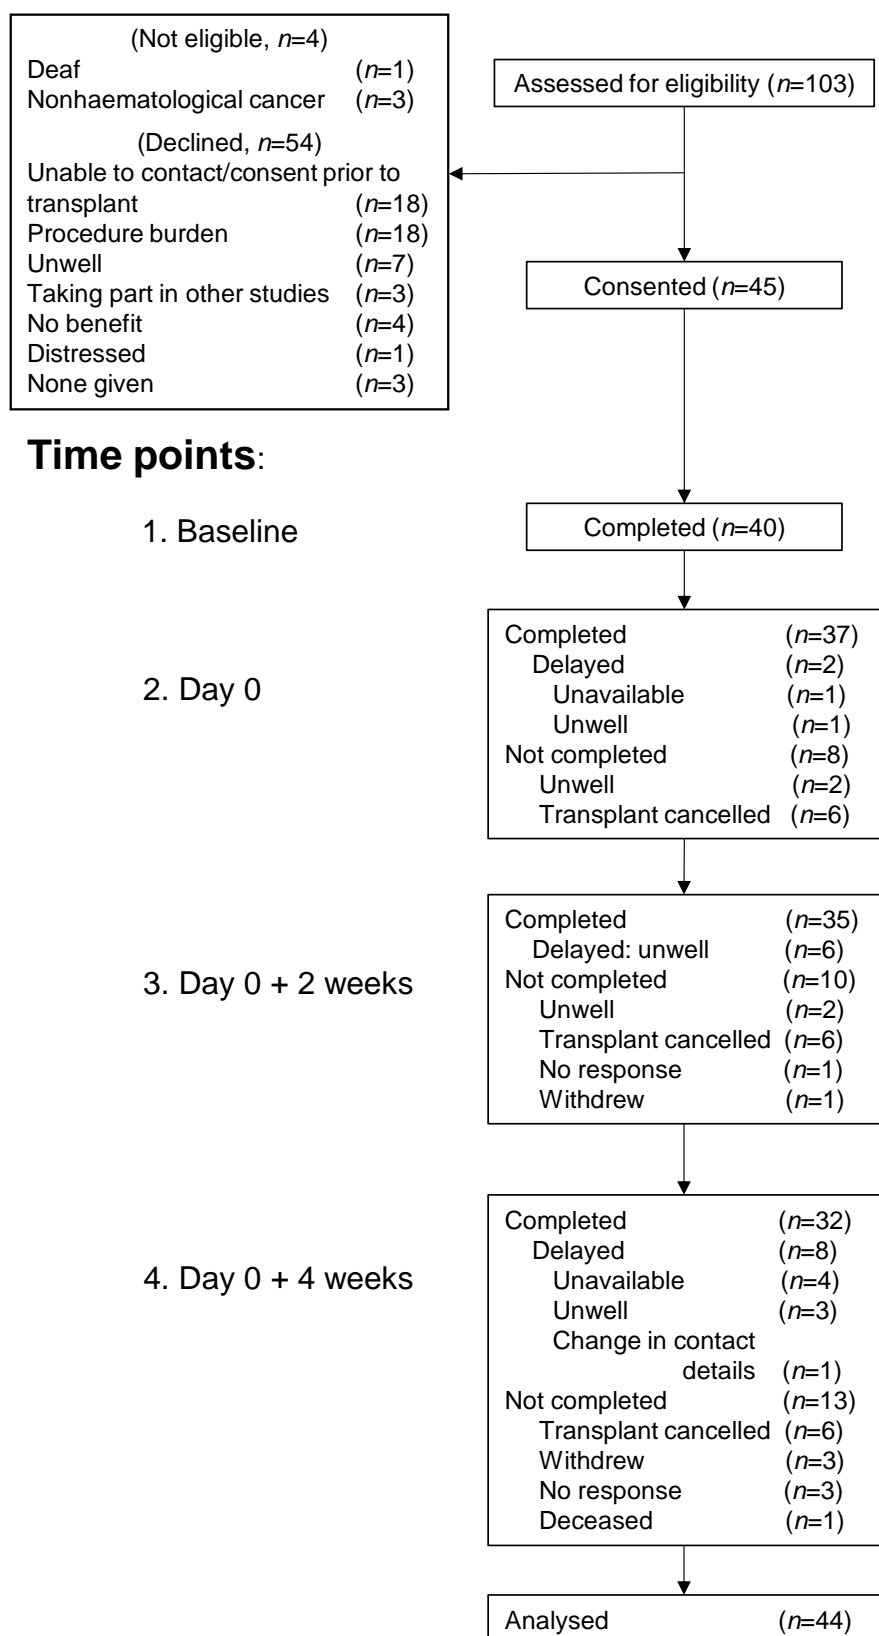 (Not eligible, n=4)
Deaf (n=1)
Nonhaematological cancer (n=3)
(Declined, n=54)
Unable to contact/consent prior to
transplant (n=18)
Procedure burden (n=18)
Unwell (n=7)
Taking part in other studies (n=3)
No benefit (n=4)
Distressed (n=1)
None given (n=3)
Assessed for eligibility (n=103)
Consented (n=45)
Time points:
1. Baseline
Completed (n=40)
2. Day 0
Completed (n=37)
Delayed (n=2)
Unavailable (n=1)
Unwell (n=1)
Not completed (n=8)
Unwell (n=2)
Transplant cancelled (n=6)
3. Day 0 + 2 weeks
Completed (n=35)
Delayed: unwell (n=6)
Not completed (n=10)
Unwell (n=2)
Transplant cancelled (n=6)
No response (n=1)
Withdrew (n=1)
4. Day 0 + 4 weeks
Completed (n=32)
Delayed (n=8)
Unavailable (n=4)
Unwell (n=3)
Change in contact
details (n=1)
Not completed (n=13)
Transplant cancelled (n=6)
Withdrew (n=3)
No response (n=3)
Deceased (n=1)
Analysed (n=44)